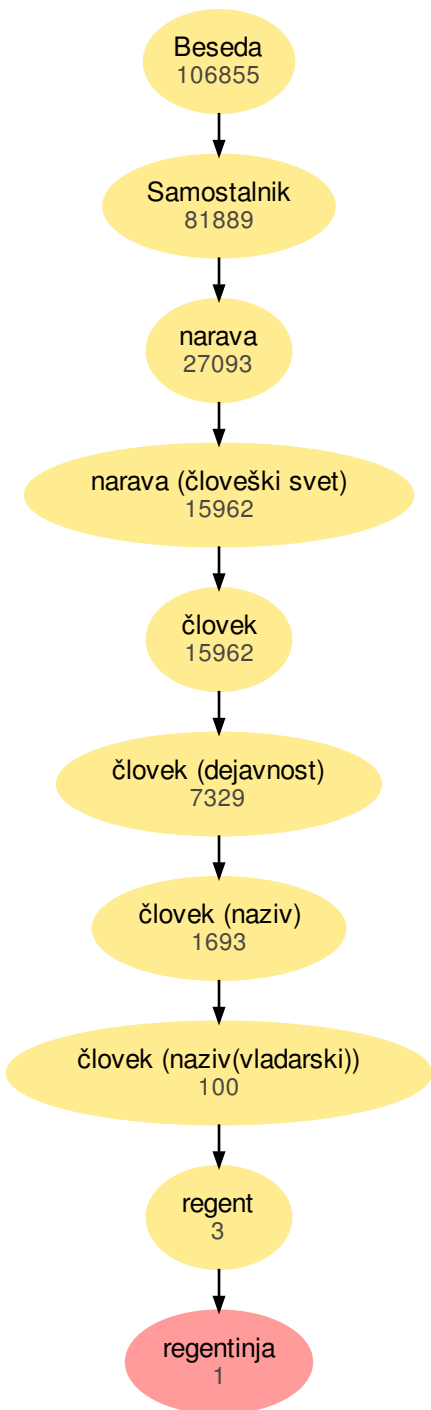 Beseda
106855
Samostalnik
81889
narava
27093
narava (človeški svet)
15962
človek
15962
človek (dejavnost)
7329
človek (naziv)
1693
človek (naziv(vladarski))
100
regent
3
regentinja
1